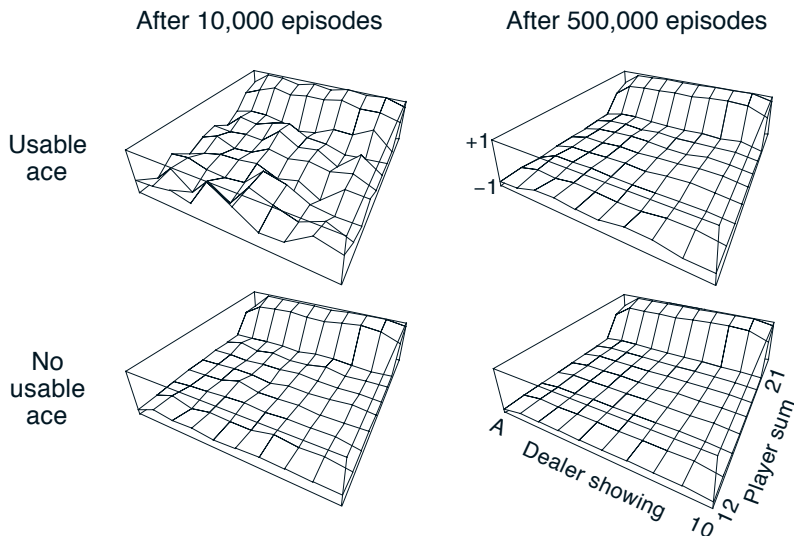 After 10,000 episodes
After 500,000 episodes
Usable
ace
+1
−1
No
usable
ace
A
Dealer showing
10
12
Player sum
21